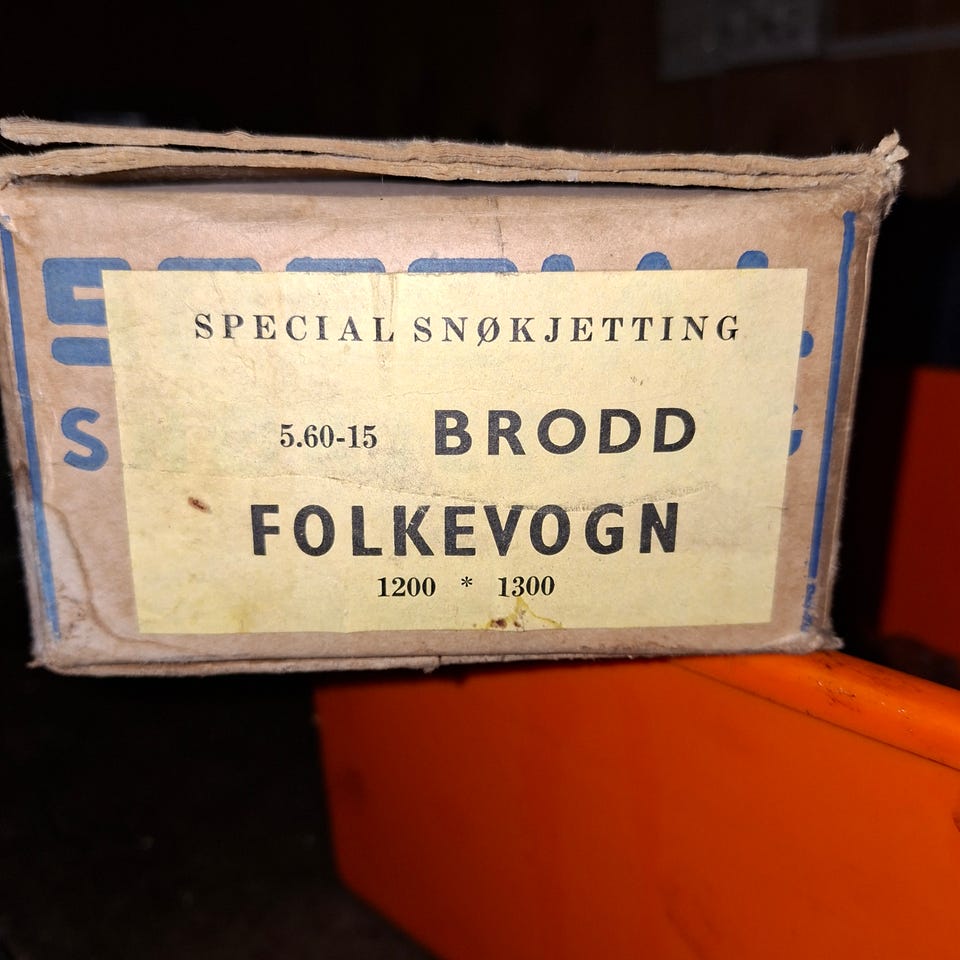 SPECIAL SNØKJETTING
5.60-15 BRODD
FOLKEVOGN
1200 * 1300